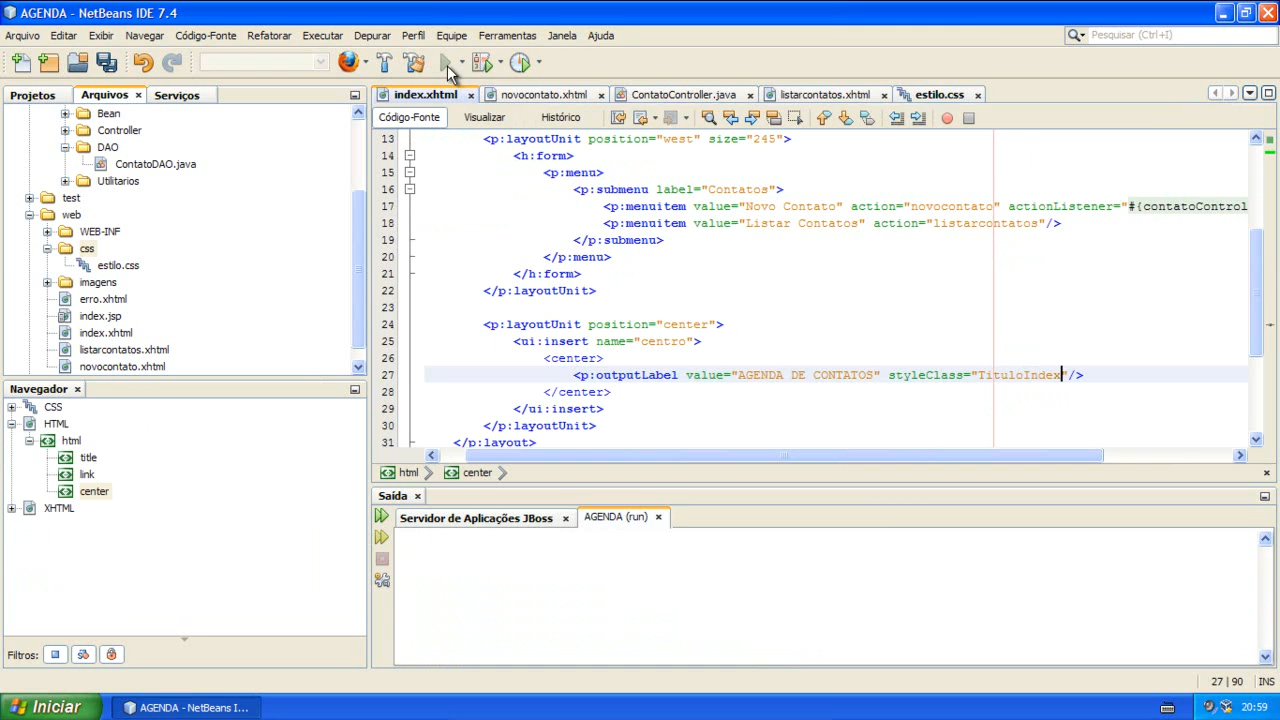 AGENDA - NetBeans IDE 7.4
Arquivo Editar Exibir Navegar Código-Fonte Refatorar Executar Depurar Perfil Equipe Ferramentas Janela Ajuda
Pesquisar (Ctrl+I)
Projetos Arquivos Serviços
index.xhtml novocontato.xhtml ContatoController.java listarcontatos.xhtml estilo.css
Código-Fonte Visualizar Histórico
Bean
Controller
DAO
ContatoDAO.java
Utilitarios
test
web
WEB-INF
css
estilo.css
imagens
erro.xhtml
index.jsp
index.xhtml
listarcontatos.xhtml
novocontato.xhtml
13 <p:layoutUnit position="west" size="245">
14 <h:form>
15 <p:menu>
16 <p:submenu label="Contatos">
17 <p:menuitem value="Novo Contato" action="novocontato" actionListener="#{contatoControl
18 <p:menuitem value="Listar Contatos" action="listarcontatos"/>
19 </p:submenu>
20 </p:menu>
21 </h:form>
22 </p:layoutUnit>
23
24 <p:layoutUnit position="center">
25 <ui:insert name="centro">
26 <center>
27 <p:outputLabel value="AGENDA DE CONTATOS" styleClass="TituloIndex"/>
28 </center>
29 </ui:insert>
30 </p:layoutUnit>
31 </p:layout>
html center
Navegador
CSS
HTML
html
title
link
center
XHTML
Filtros:
Saída
Servidor de Aplicações JBoss AGENDA (run)
27 | 90 INS
Iniciar AGENDA - NetBeans I... 20:59